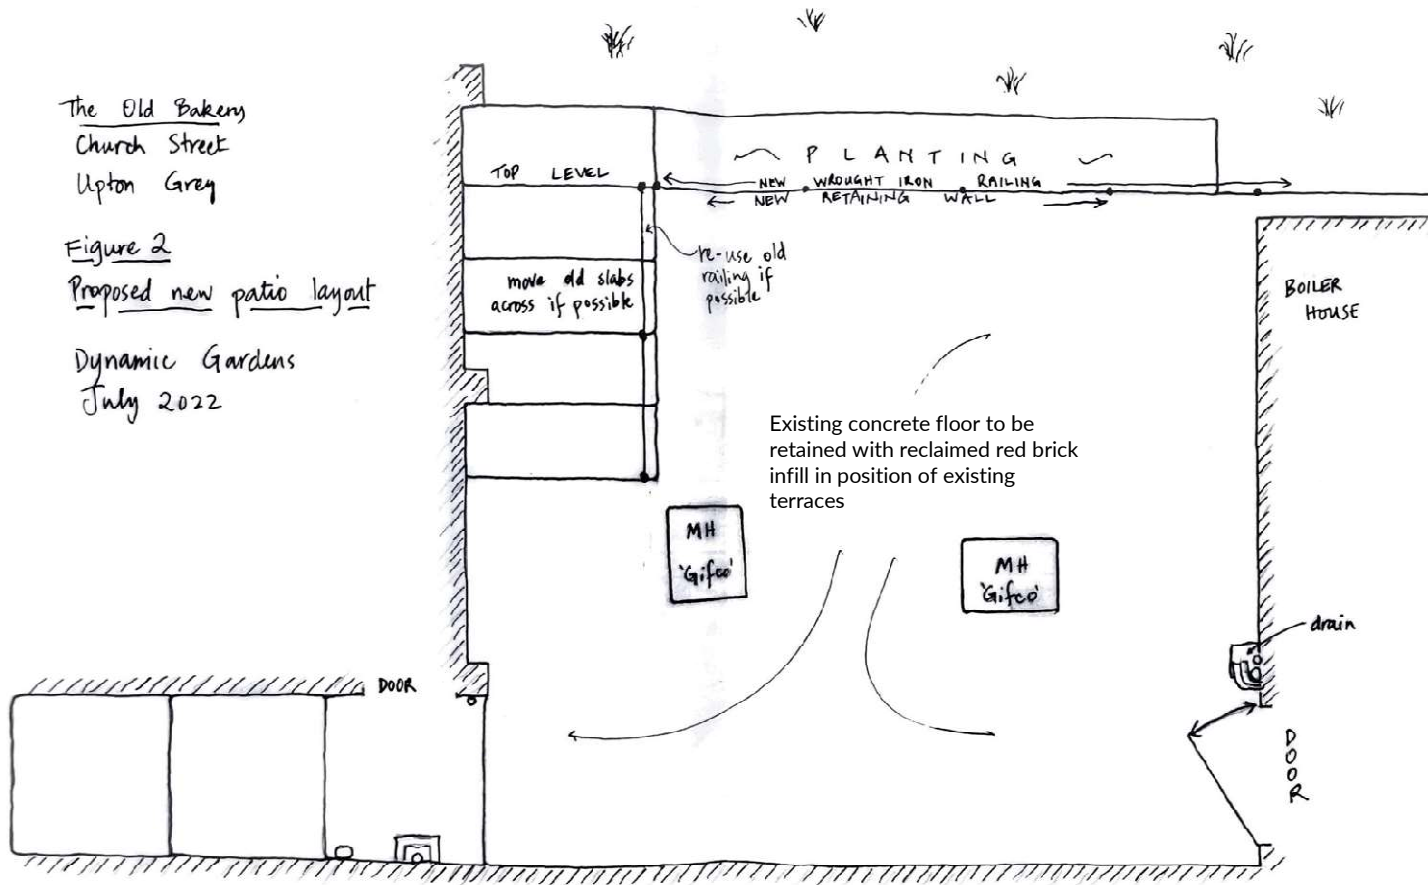 The Old Bakery
Church Street
Upton Grey
Figure 2
Proposed new patio layout
Dynamic Gardens
July 2022
TOP LEVEL
PLANTING
NEW WROUGHT IRON RAILING
NEW RETAINING WALL
re-use old
railing if
possible
move old slabs
across if possible
BOILER
HOUSE
Existing concrete floor to be
retained with reclaimed red brick
infill in position of existing
terraces
MH
'Gifco'
MH
'Gifco'
drain
DOOR
DOOR